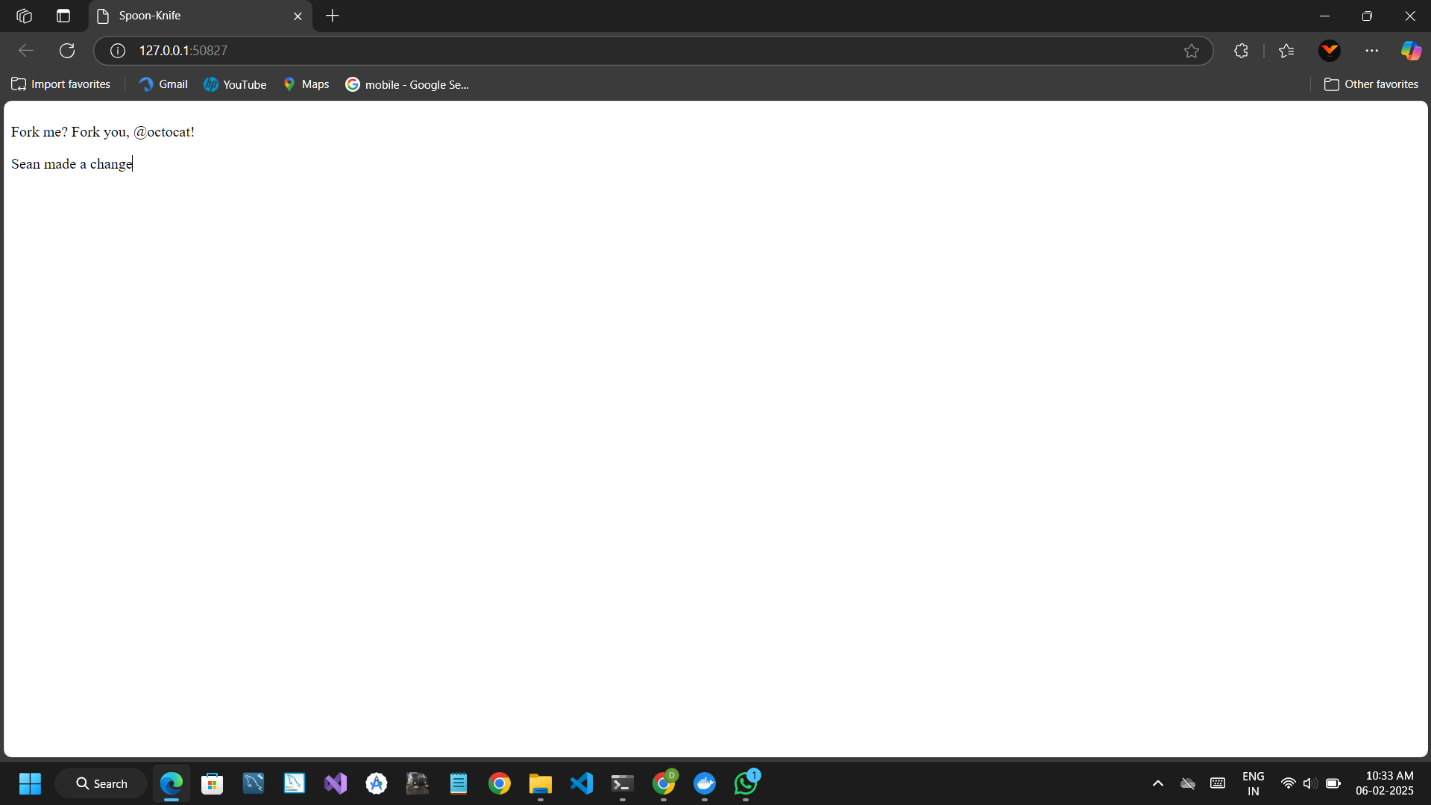 Spoon-Knife
127.0.0.1:50827
Import favorites
Gmail
YouTube
Maps
mobile - Google Se...
Other favorites
Fork me? Fork you, @octocat!
Sean made a change
Search
D
1
ENG
IN
10:33 AM
06-02-2025